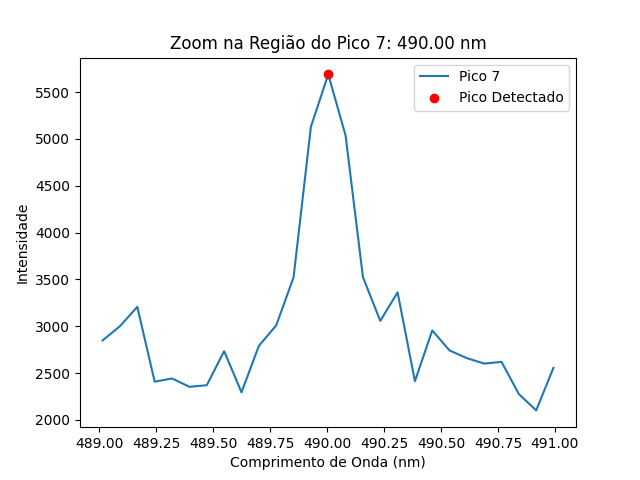 Zoom na Região do Pico 7: 490.00 nm
Pico 7
Pico Detectado
Intensidade
5500
5000
4500
4000
3500
3000
2500
2000
489.00 489.25 489.50 489.75 490.00 490.25 490.50 490.75 491.00
Comprimento de Onda (nm)